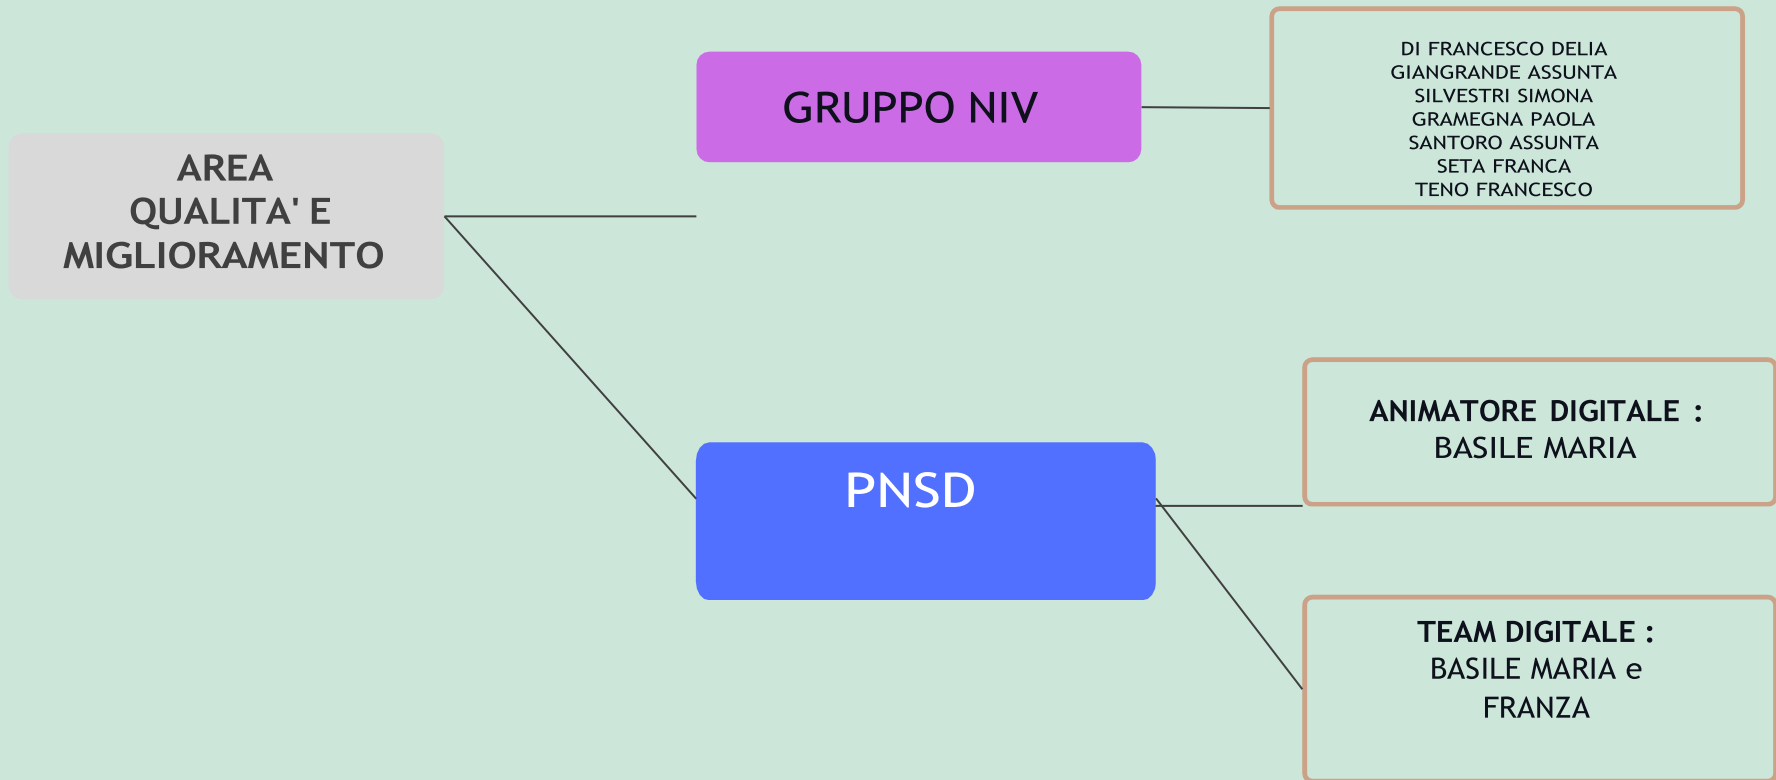 AREA
QUALITA' E
MIGLIORAMENTO
GRUPPO NIV
DI FRANCESCO DELIA
GIANGRANDE ASSUNTA
SILVESTRI SIMONA
GRAMEGNA PAOLA
SANTORO ASSUNTA
SETA FRANCA
TENO FRANCESCO
PNSD
ANIMATORE DIGITALE :
BASILE MARIA
TEAM DIGITALE :
BASILE MARIA e
FRANZA